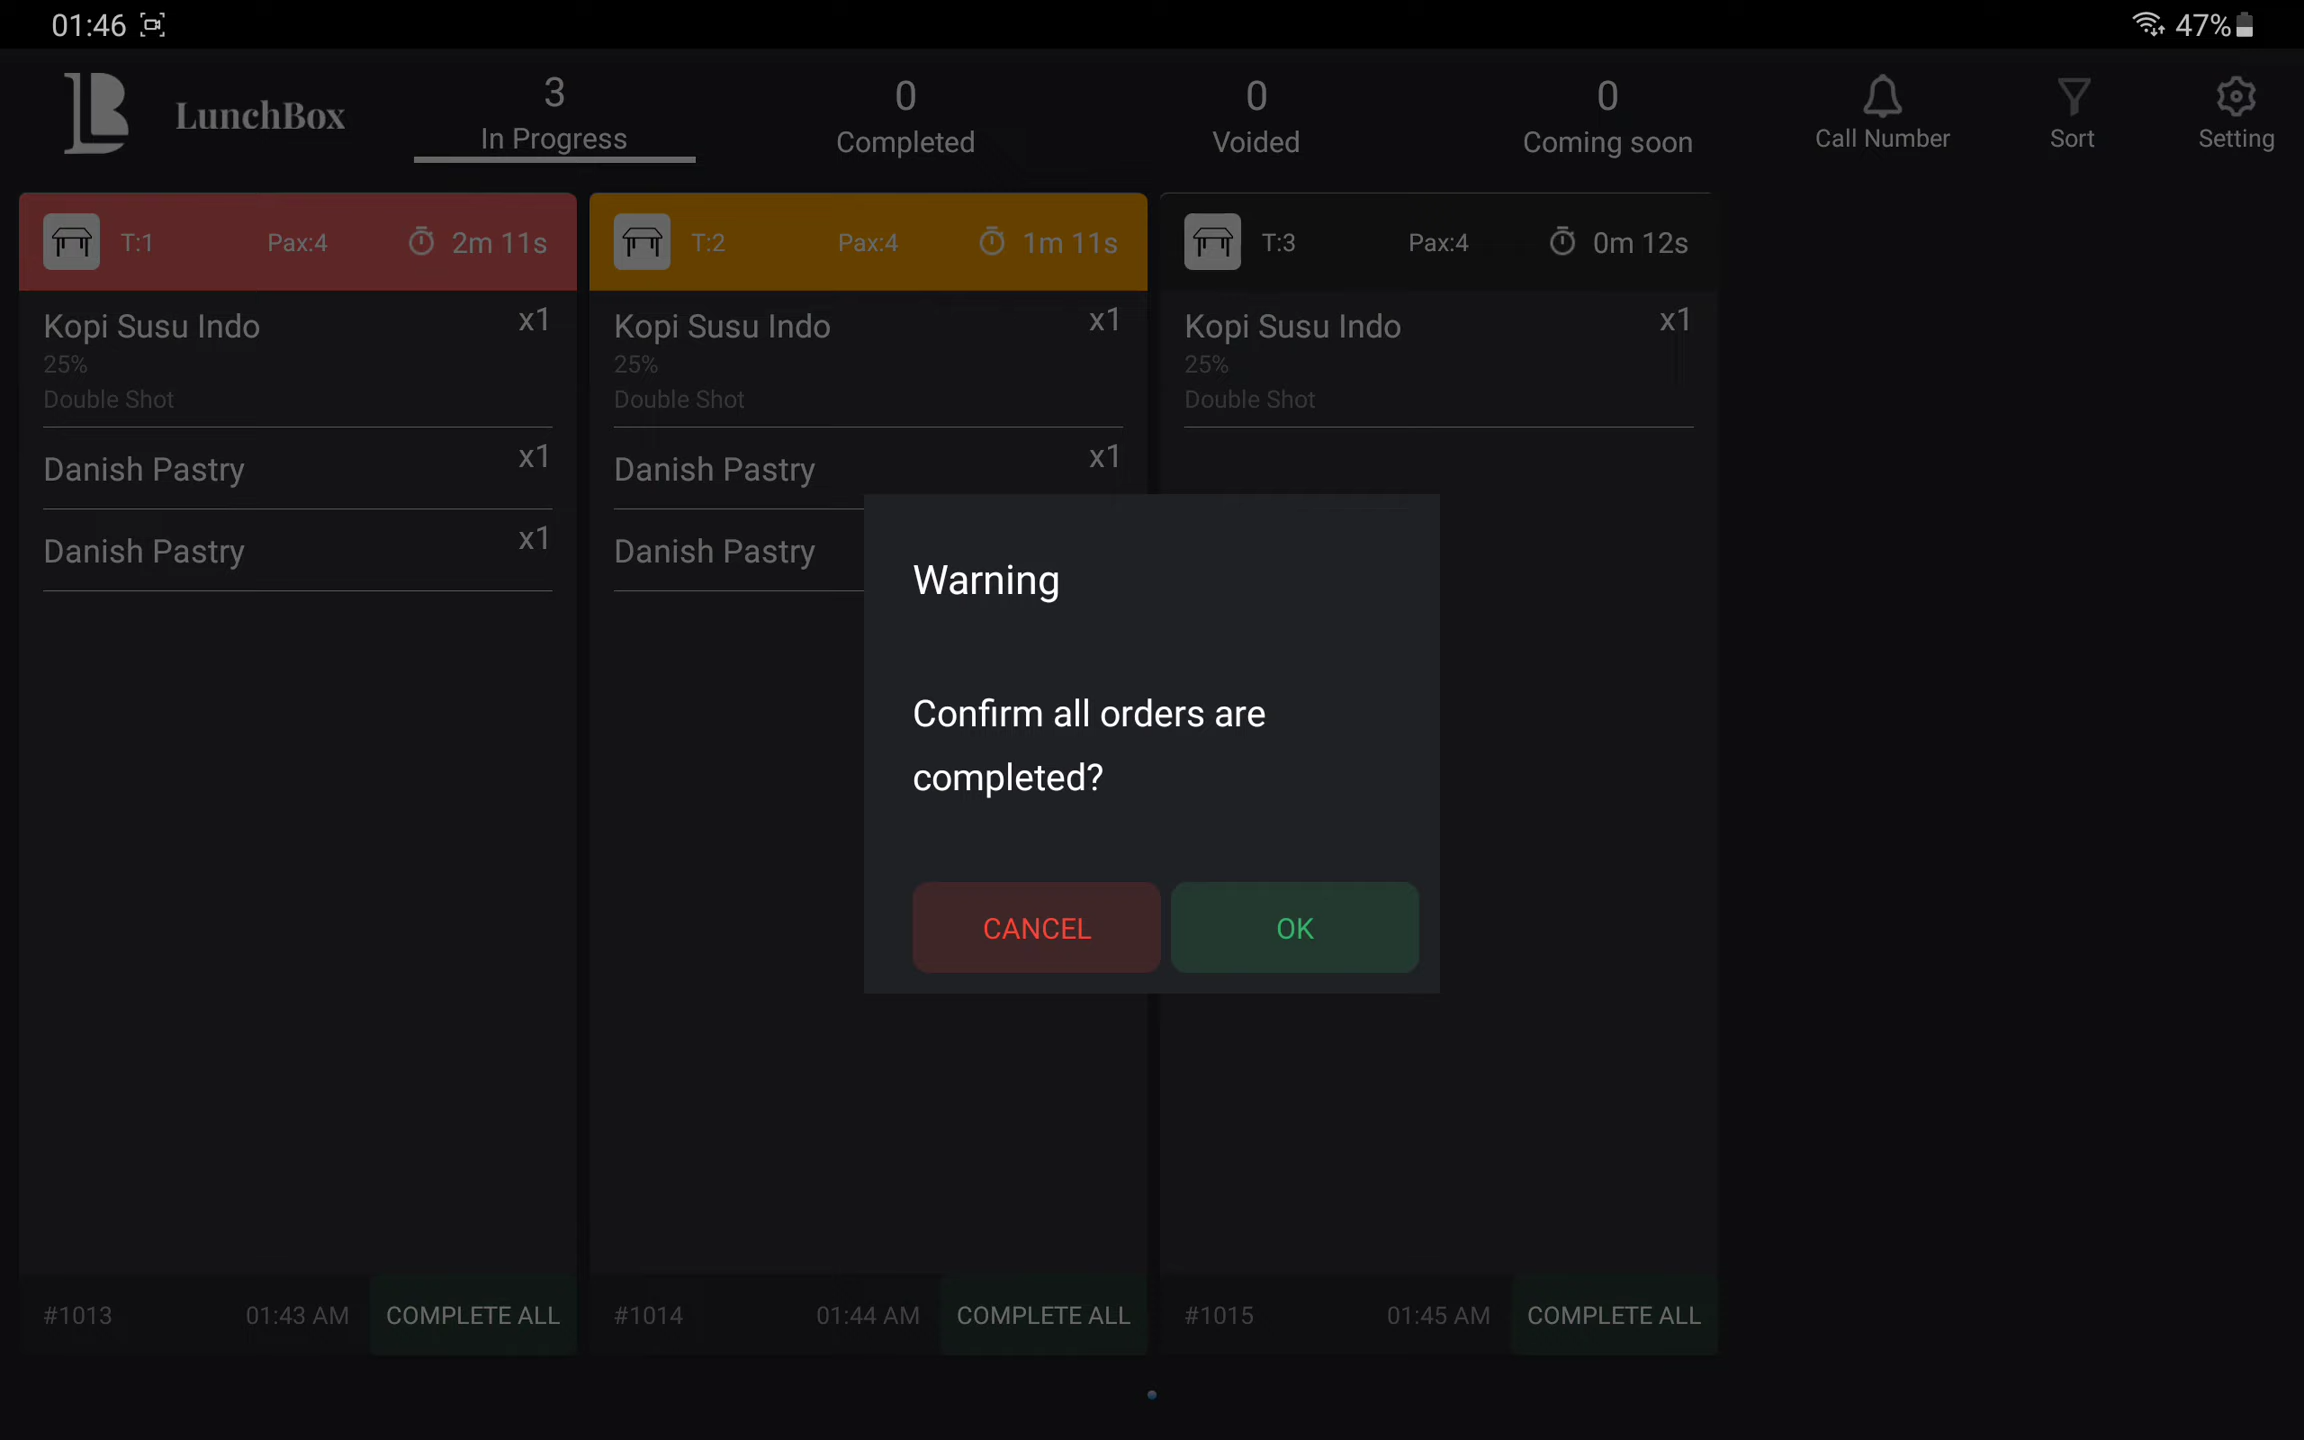 01:46
47%
LunchBox
3
In Progress
0
Completed
0
Voided
0
Coming soon
Call Number
Sort
Setting
T:1 Pax:4 2m 11s
Kopi Susu Indo x1
25%
Double Shot
Danish Pastry x1
Danish Pastry x1
#1013 01:43 AM COMPLETE ALL
T:2 Pax:4 1m 11s
Kopi Susu Indo x1
25%
Double Shot
Danish Pastry x1
Danish Pastry
#1014 01:44 AM COMPLETE ALL
T:3 Pax:4 0m 12s
Kopi Susu Indo x1
25%
Double Shot
#1015 01:45 AM COMPLETE ALL
Warning
Confirm all orders are
completed?
CANCEL OK